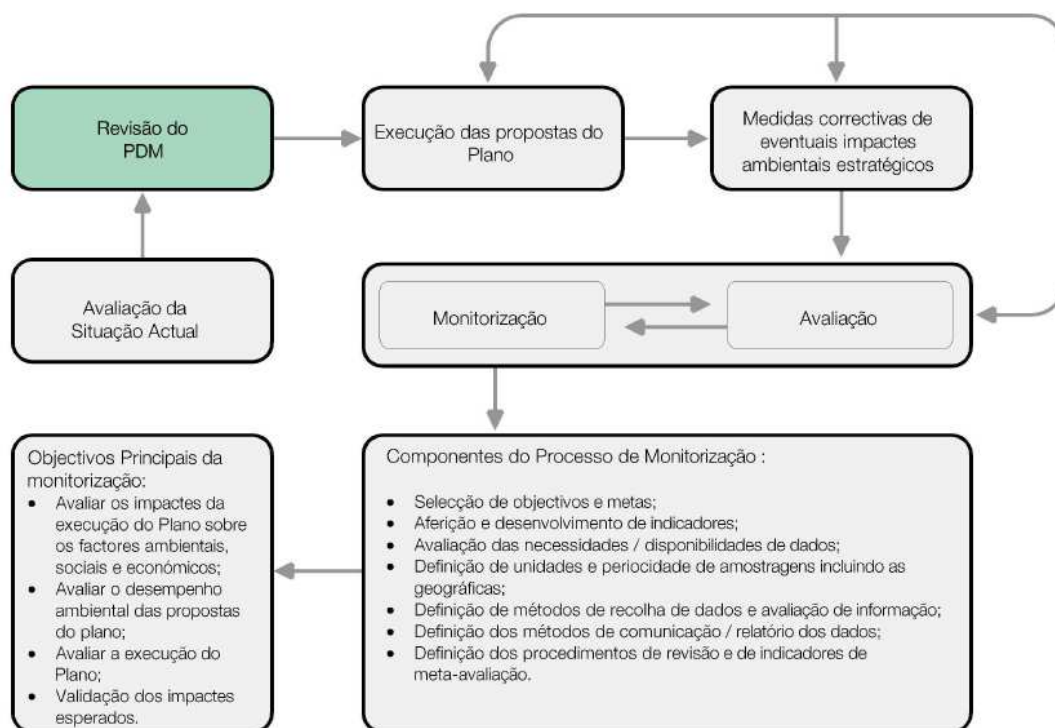 Revisão do
PDM
Execução das propostas do
Plano
Medidas correctivas de
eventuais impactes
ambientais estratégicos
Avaliação da
Situação Actual
Monitorização
Avaliação
Objectivos Principais da
monitorização:
• Avaliar os impactes da
execução do Plano sobre
os factores ambientais,
sociais e económicos;
• Avaliar o desempenho
ambiental das propostas
do plano;
• Avaliar a execução do
Plano;
• Validação dos impactes
esperados.
Componentes do Processo de Monitorização :
• Selecção de objectivos e metas;
• Aferição e desenvolvimento de indicadores;
• Avaliação das necessidades / disponibilidades de dados;
• Definição de unidades e periocidade de amostragens incluindo as
geográficas;
• Definição de métodos de recolha de dados e avaliação de informação;
• Definição dos métodos de comunicação / relatório dos dados;
• Definição dos procedimentos de revisão e de indicadores de
meta-avaliação.